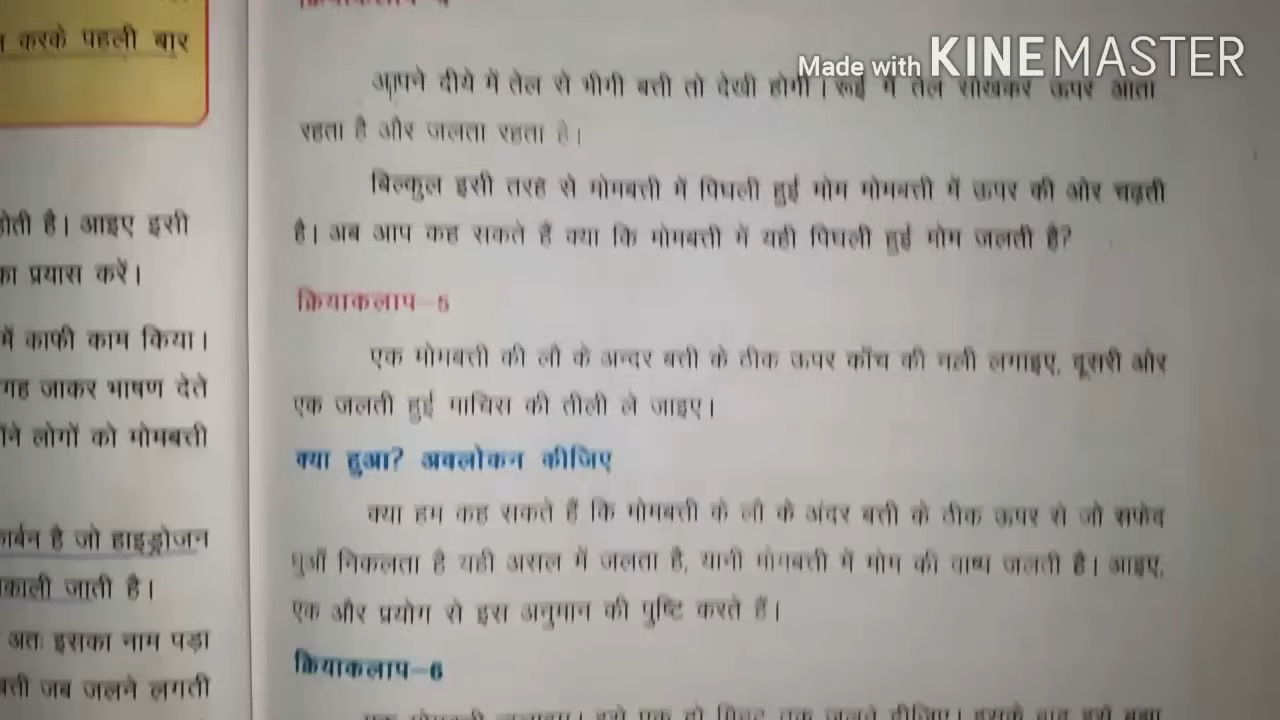 करके पहली बार
होती है। आइए इसी
का प्रयास करें।
में काफी काम किया।
जगह जाकर भाषण देते
लोगों को मोमबत्ती
कार्बन है जो हाइड्रोजन
जाती है।
अतः इसका नाम पड़ा
जब जलने लगती
Made with KINEMASTER
आपने दीये में तेल से भीगी बत्ती तो देखी होगी। रूई में तेल सोखकर ऊपर आता
रहता है और जलता रहता है।
बिल्कुल इसी तरह से मोमबत्ती में पिघली हुई मोम मोमबत्ती में ऊपर की ओर चढ़ती
है। अब आप कह सकते हैं क्या कि मोमबत्ती में यही पिघली हुई मोम जलती है?
क्रियाकलाप-5
एक मोमबत्ती की लौ के अन्दर बत्ती के ठीक ऊपर काँच की नली लगाइए, दूसरी ओर
एक जलती हुई माचिस की तीली ले जाइए।
क्या हुआ? अवलोकन कीजिए
क्या हम कह सकते हैं कि मोमबत्ती के लौ के अंदर बत्ती के ठीक ऊपर से जो सफेद
धुआँ निकलता है यही असल में जलता है, यानी मोमबत्ती में मोम की वाष्प जलती है। आइए,
एक और प्रयोग से इस अनुमान की पुष्टि करते हैं।
क्रियाकलाप-6